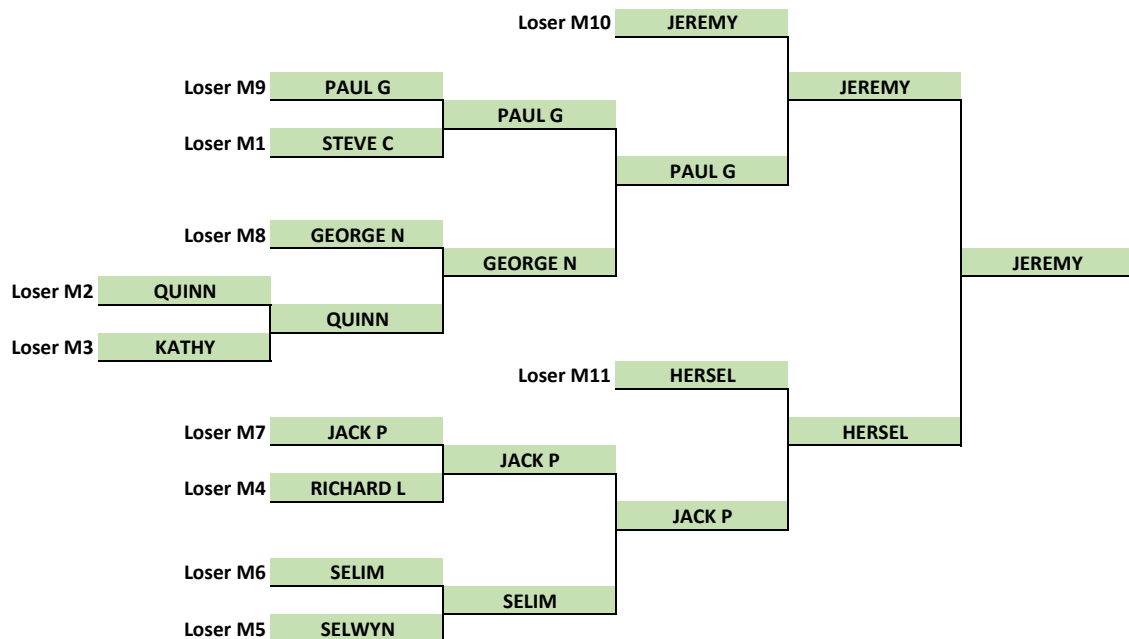 Loser M10 JEREMY
Loser M9 PAUL G JEREMY
PAUL G
Loser M1 STEVE C
PAUL G
Loser M8 GEORGE N
GEORGE N JEREMY
Loser M2 QUINN
QUINN
Loser M3 KATHY
Loser M11 HERSEL
Loser M7 JACK P HERSEL
JACK P
Loser M4 RICHARD L
JACK P
Loser M6 SELIM
SELIM
Loser M5 SELWYN